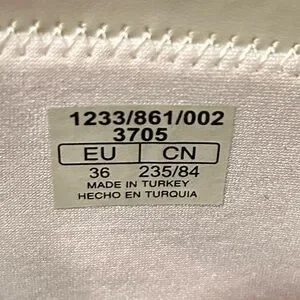 1233/861/002
3705
EU CN
36 235/84
MADE IN TURKEY
HECHO EN TURQUIA